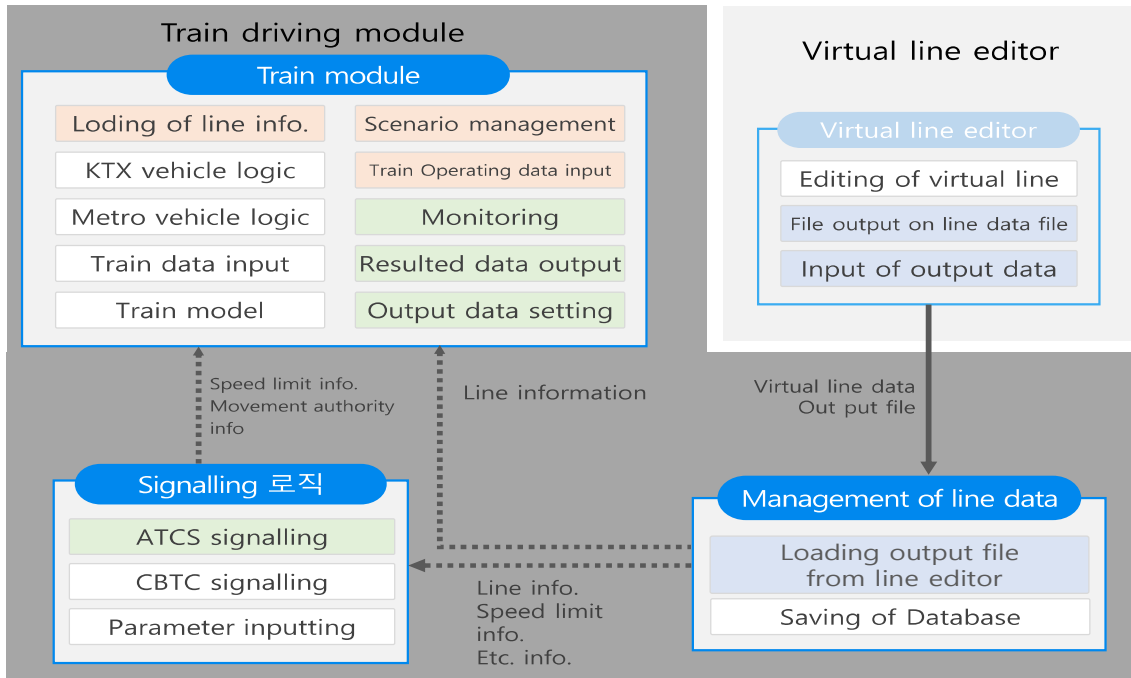 Train driving module
Train module
Loding of line info.
KTX vehicle logic
Metro vehicle logic
Train data input
Train model
Scenario management
Train Operating data input
Monitoring
Resulted data output
Output data setting
Virtual line editor
Virtual line editor
Editing of virtual line
File output on line data file
Input of output data
Speed limit info.
Movement authority
info
Line information
Virtual line data
Out put file
Signalling 로직
ATCS signalling
CBTC signalling
Parameter inputting
Line info.
Speed limit
info.
Etc. info.
Management of line data
Loading output file
from line editor
Saving of Database